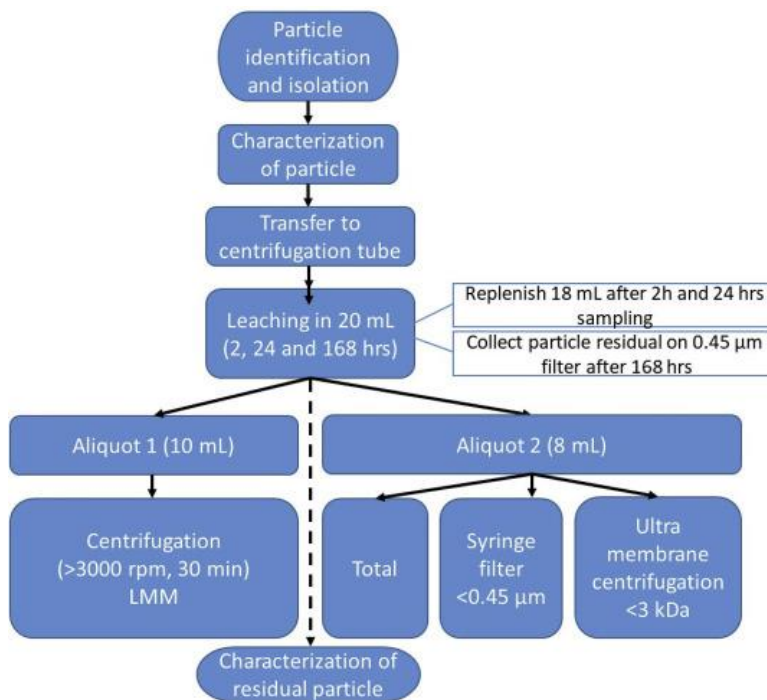 Particle
identification
and isolation
Characterization
of particle
Transfer to
centrifugation tube
Leaching in 20 mL
(2, 24 and 168 hrs)
Replenish 18 mL after 2h and 24 hrs
sampling
Collect particle residual on 0.45 µm
filter after 168 hrs
Aliquot 1 (10 mL)
Aliquot 2 (8 mL)
Centrifugation
(>3000 rpm, 30 min)
LMM
Total
Syringe
filter
<0.45 µm
Ultra
membrane
centrifugation
<3 kDa
Characterization of
residual particle